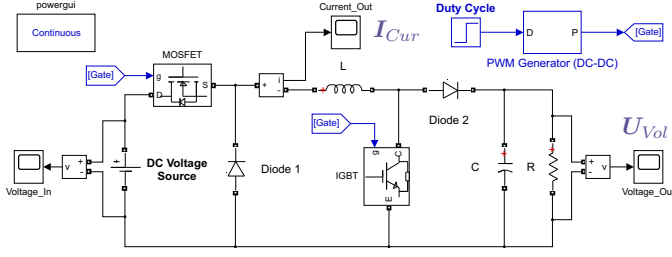 powergui
Continuous
MOSFET
[Gate]
g
D
S
+
-
i
Current_Out
I_Cur
Duty Cycle
D
P
[Gate]
PWM Generator (DC-DC)
L
Diode 2
[Gate]
g
C
E
IGBT
U_Vol
Voltage_In
v
+
-
+
DC Voltage
Source
Diode 1
C
+
R
+
+
-
v
Voltage_Out